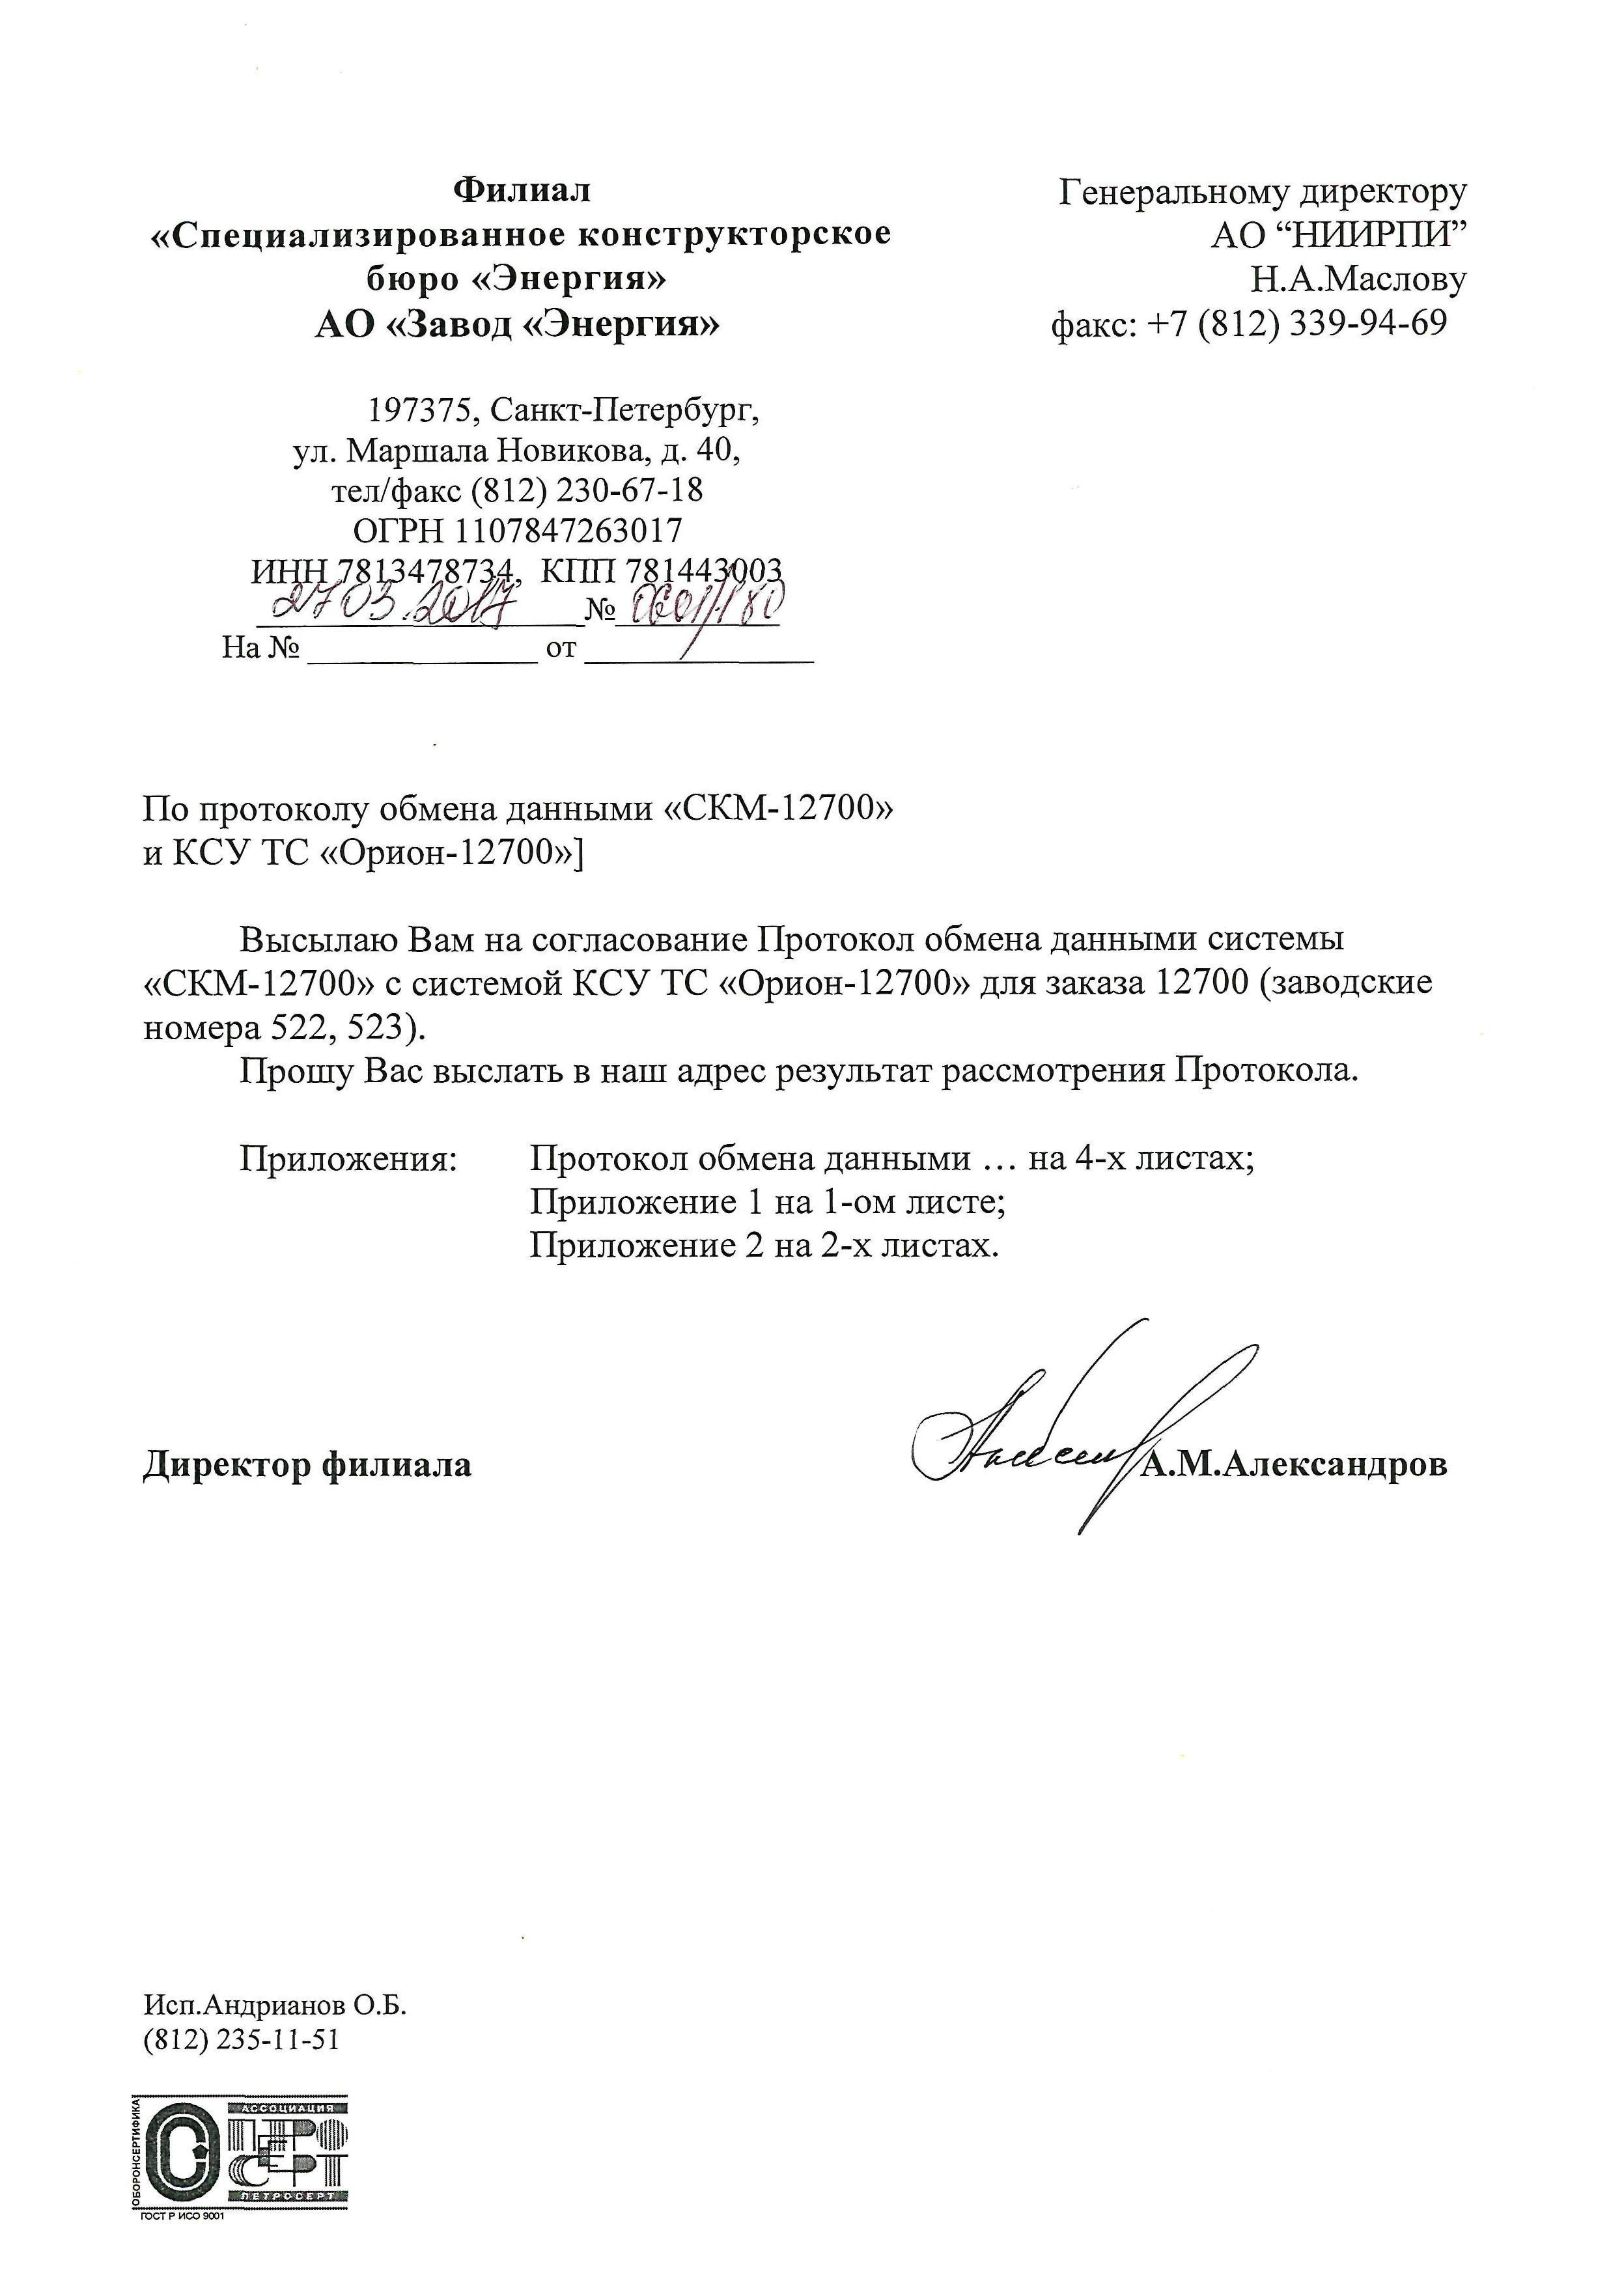 Филиал
«Специализированное конструкторское
бюро «Энергия»
АО «Завод «Энергия»
197375, Санкт-Петербург,
ул. Маршала Новикова, д. 40,
тел/факс (812) 230-67-18
ОГРН 1107847263017
ИНН 7813478734, КПП 781443003
27 03.2017 № 0601/180
На № ______________ от ______________
Генеральному директору
АО “НИИРПИ”
Н.А.Маслову
факс: +7 (812) 339-94-69
По протоколу обмена данными «СКМ-12700»
и КСУ ТС «Орион-12700»]
Высылаю Вам на согласование Протокол обмена данными системы
«СКМ-12700» с системой КСУ ТС «Орион-12700» для заказа 12700 (заводские
номера 522, 523).
Прошу Вас выслать в наш адрес результат рассмотрения Протокола.
Приложения: Протокол обмена данными … на 4-х листах;
Приложение 1 на 1-ом листе;
Приложение 2 на 2-х листах.
Директор филиала А.М.Александров
Исп.Андрианов О.Б.
(812) 235-11-51
ОБОРОНСЕРТИФИКА
АССОЦИАЦИЯ
ПЕТРОСЕРТ
ГОСТ Р ИСО 9001